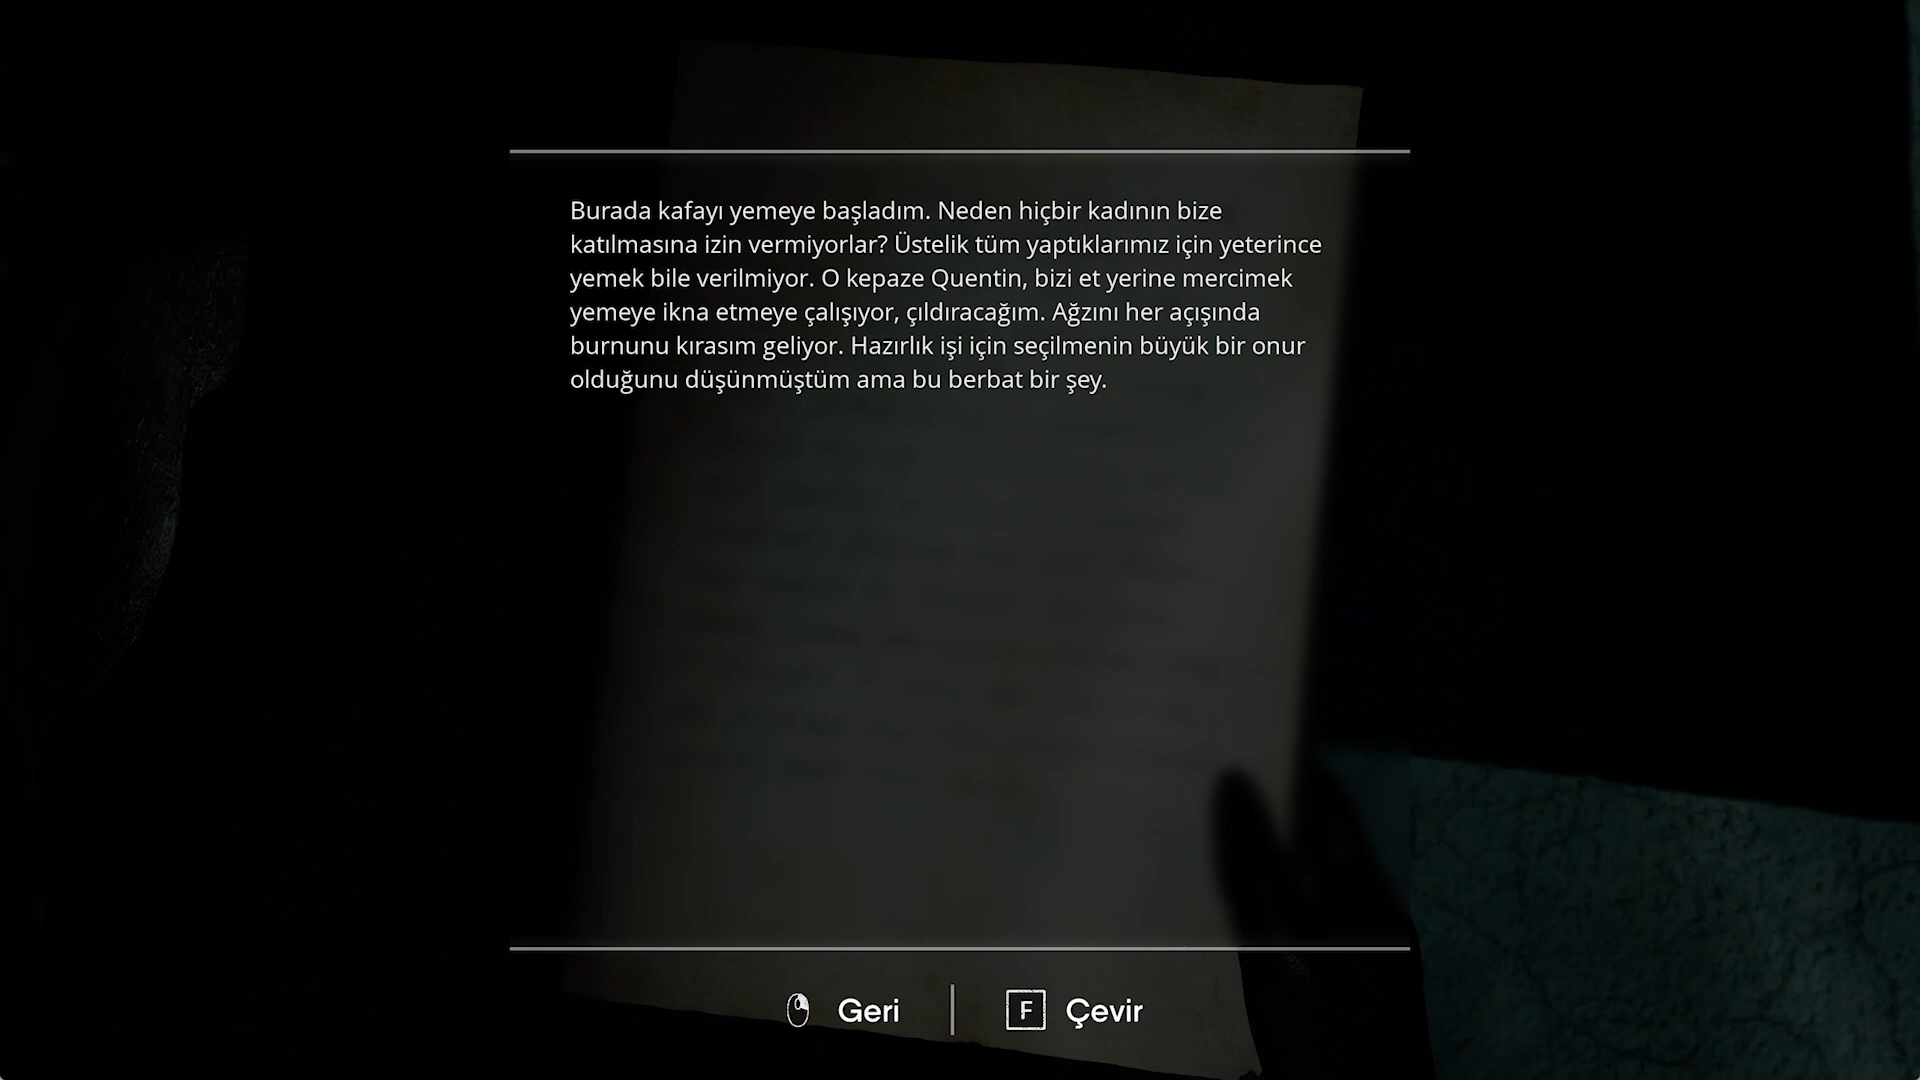 Burada kafayı yemeye başladım. Neden hiçbir kadının bize
katılmasına izin vermiyorlar? Üstelik tüm yaptıklarımız için yeterince
yemek bile verilmiyor. O kepaze Quentin, bizi et yerine mercimek
yemeye ikna etmeye çalışıyor, çıldıracağım. Ağzını her açışında
burnunu kırasım geliyor. Hazırlık işi için seçilmenin büyük bir onur
olduğunu düşünmüştüm ama bu berbat bir şey.
Geri F Çevir